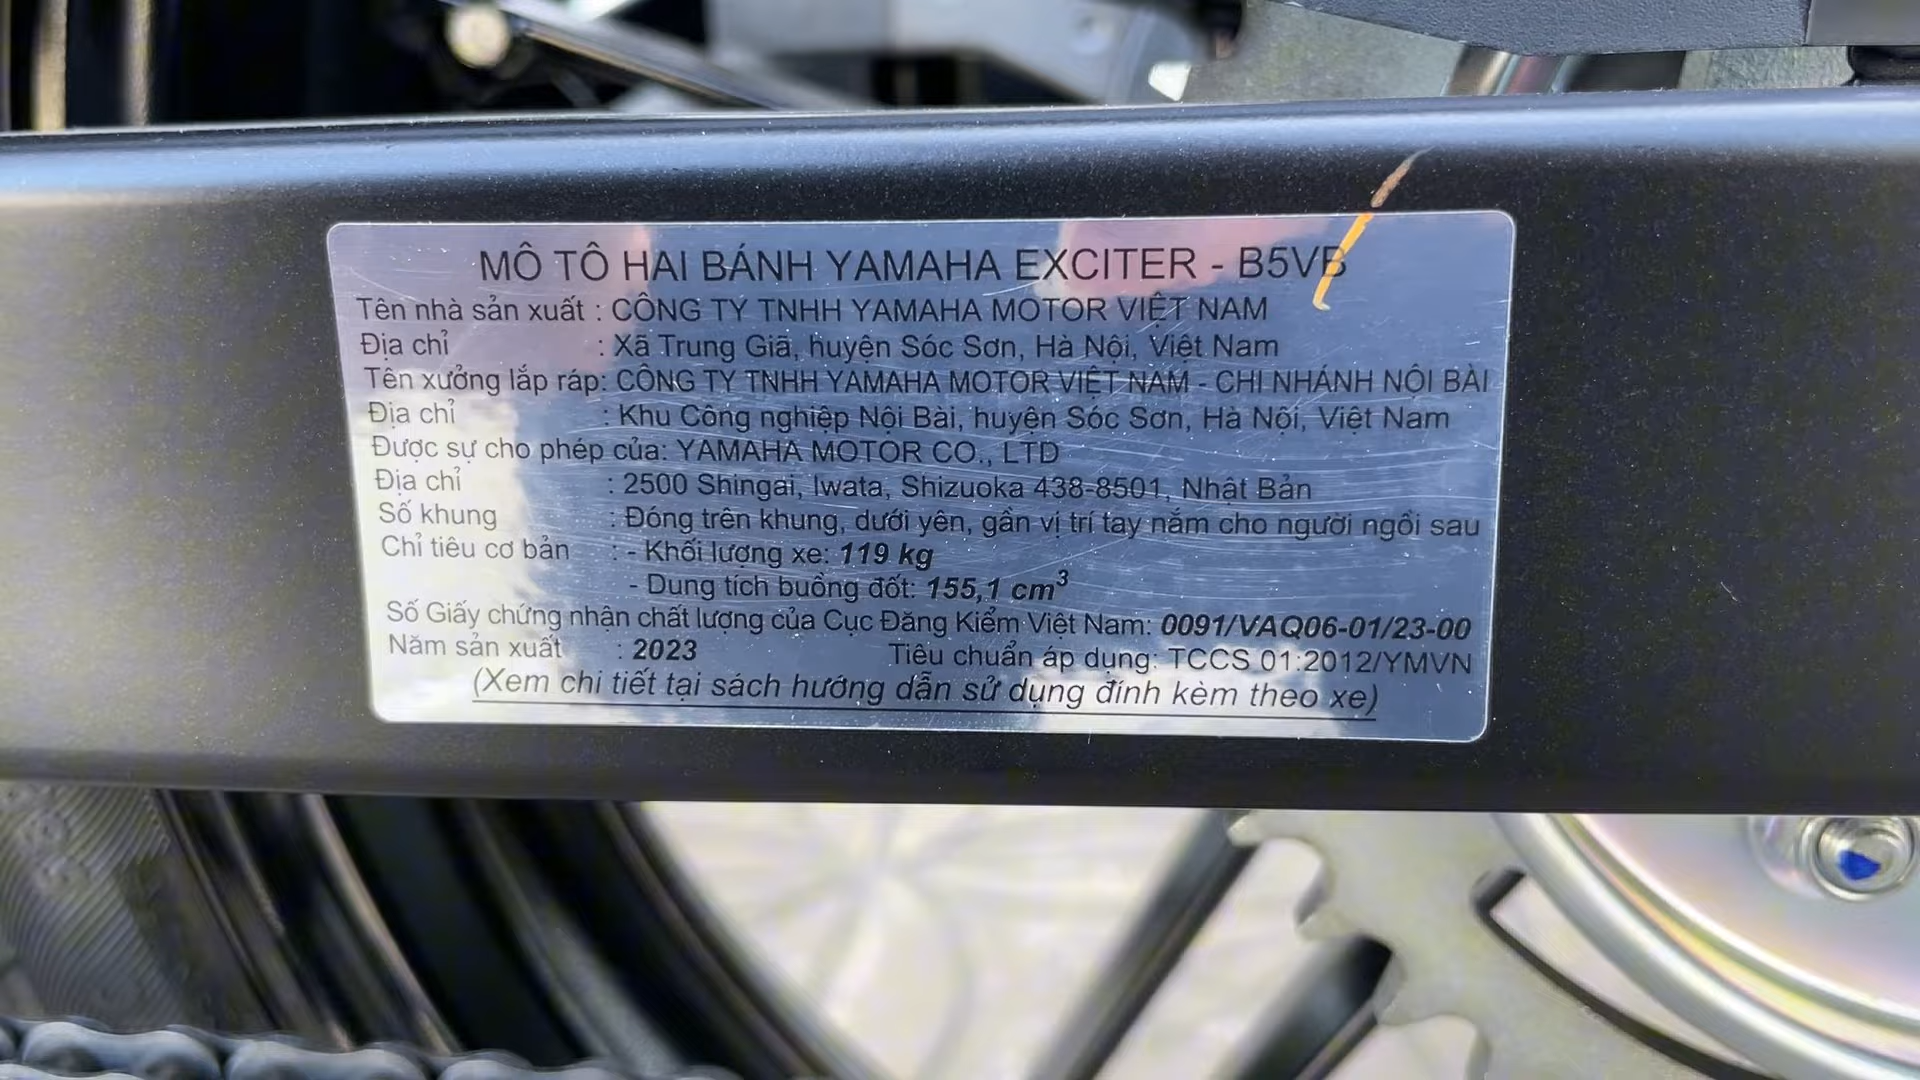 MÔ TÔ HAI BÁNH YAMAHA EXCITER - B5VB
Tên nhà sản xuất : CÔNG TY TNHH YAMAHA MOTOR VIỆT NAM
Địa chỉ : Xã Trung Giã, huyện Sóc Sơn, Hà Nội, Việt Nam
Tên xưởng lắp ráp: CÔNG TY TNHH YAMAHA MOTOR VIỆT NAM - CHI NHÁNH NỘI BÀI
Địa chỉ : Khu Công nghiệp Nội Bài, huyện Sóc Sơn, Hà Nội, Việt Nam
Được sự cho phép của: YAMAHA MOTOR CO., LTD
Địa chỉ : 2500 Shingai, Iwata, Shizuoka 438-8501, Nhật Bản
Số khung : Đóng trên khung, dưới yên, gần vị trí tay nắm cho người ngồi sau
Chỉ tiêu cơ bản : - Khối lượng xe: 119 kg
- Dung tích buồng đốt: 155,1 cm³
Số Giấy chứng nhận chất lượng của Cục Đăng Kiểm Việt Nam: 0091/VAQ06-01/23-00
Năm sản xuất : 2023 Tiêu chuẩn áp dụng: TCCS 01:2012/YMVN
(Xem chi tiết tại sách hướng dẫn sử dụng đính kèm theo xe)